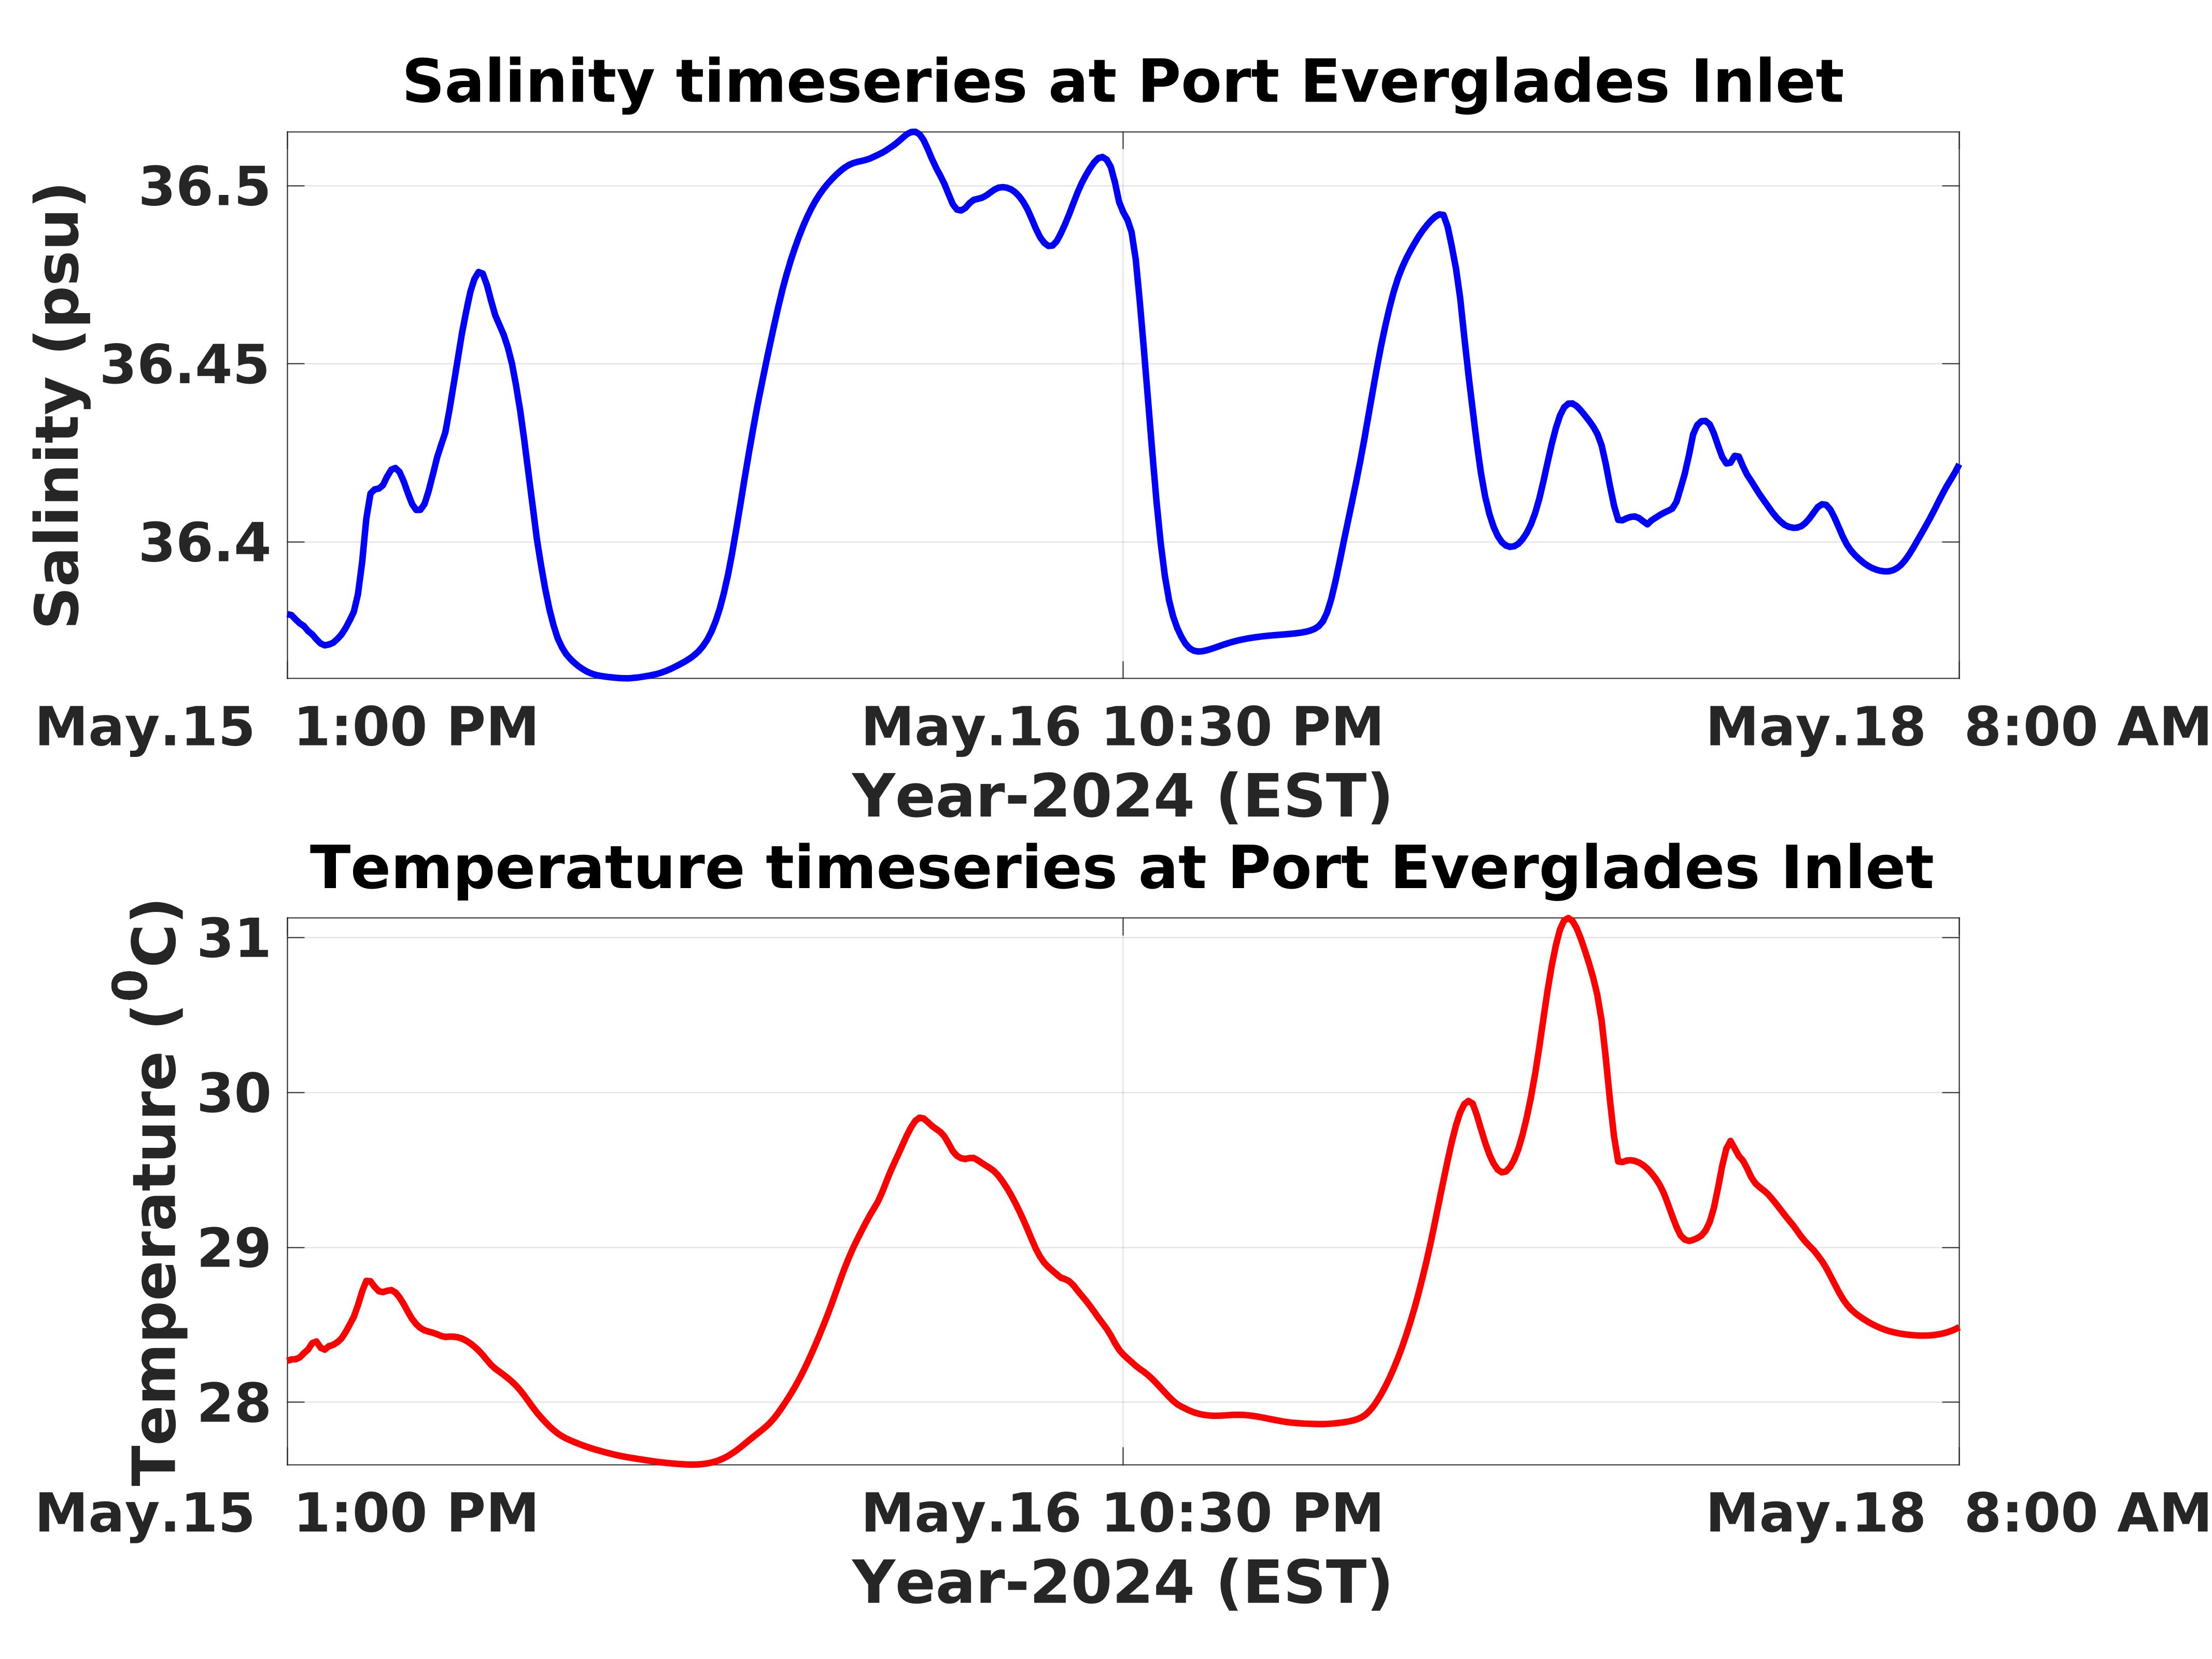 Salinity timeseries at Port Everglades Inlet
Salinity (psu)
36.5
36.45
36.4
May.15  1:00 PM
May.16 10:30 PM
May.18  8:00 AM
Year-2024 (EST)
Temperature timeseries at Port Everglades Inlet
Temperature (⁰C)
31
30
29
28
May.15  1:00 PM
May.16 10:30 PM
May.18  8:00 AM
Year-2024 (EST)